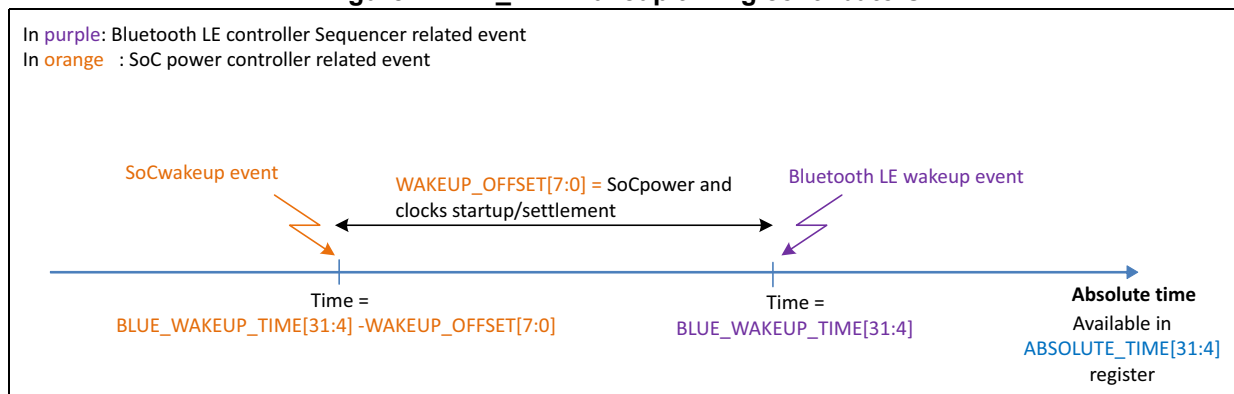 In purple: Bluetooth LE controller Sequencer related event
In orange : SoC power controller related event
SoCwakeup event
WAKEUP_OFFSET[7:0] = SoCpower and
clocks startup/settlement
Bluetooth LE wakeup event
Time =
BLUE_WAKEUP_TIME[31:4] -WAKEUP_OFFSET[7:0]
Time =
BLUE_WAKEUP_TIME[31:4]
Absolute time
Available in
ABSOLUTE_TIME[31:4]
register